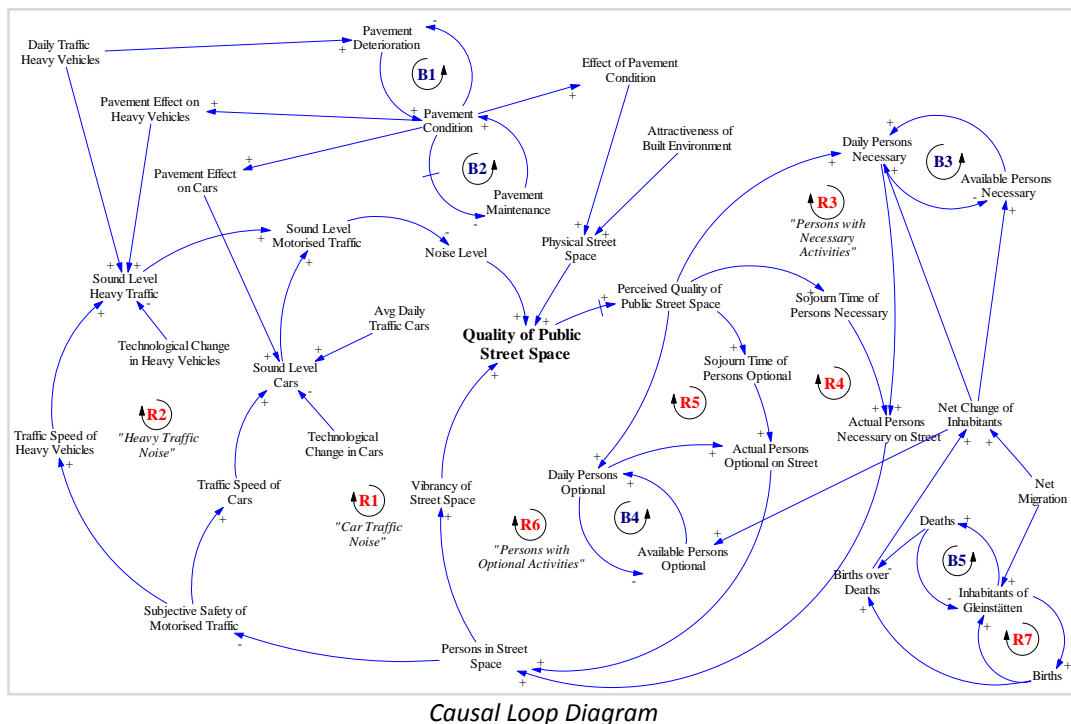 Daily Traffic
Heavy Vehicles
Pavement
Deterioration
B1
Effect of Pavement
Condition
Pavement Effect on
Heavy Vehicles
Pavement
Condition
Attractiveness of
Built Environment
Daily Persons
Necessary
B3
Available Persons
Necessary
Pavement Effect
on Cars
B2
Pavement
Maintenance
R3
"Persons with
Necessary
Activities"
Sound Level
Motorised Traffic
Noise Level
Physical Street
Space
Sound Level
Heavy Traffic
Perceived Quality of
Public Street Space
Sojourn Time of
Persons Necessary
Avg Daily
Traffic Cars
Quality of Public
Street Space
Technological Change
in Heavy Vehicles
Sound Level
Cars
Sojourn Time of
Persons Optional
R4
R5
R2
"Heavy Traffic
Noise"
Traffic Speed of
Heavy Vehicles
Technological
Change in Cars
Actual Persons
Necessary on Street
Net Change of
Inhabitants
Actual Persons
Optional on Street
Traffic Speed of
Cars
R1
"Car Traffic
Noise"
Vibrancy of
Street Space
Daily Persons
Optional
B4
R6
"Persons with
Optional Activities"
Available Persons
Optional
Net
Migration
Deaths
B5
Births over
Deaths
Inhabitants of
Gleinstätten
R7
Births
Subjective Safety of
Motorised Traffic
Persons in Street
Space
Causal Loop Diagram